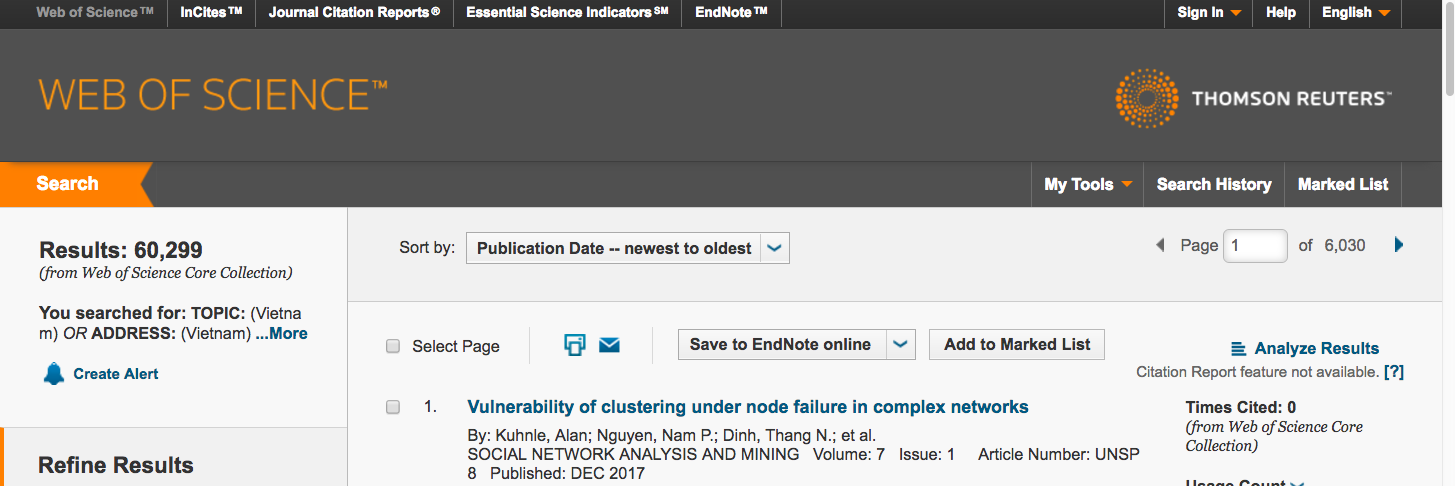 Web of Science™ InCites™ Journal Citation Reports® Essential Science Indicators℠ EndNote™ Sign In Help English
WEB OF SCIENCE™
THOMSON REUTERS™
Search My Tools Search History Marked List
Results: 60,299
(from Web of Science Core Collection)
You searched for: TOPIC: (Vietna
m) OR ADDRESS: (Vietnam) ...More
Create Alert
Refine Results
Sort by: Publication Date -- newest to oldest Page 1 of 6,030
Select Page Save to EndNote online Add to Marked List
Analyze Results
Citation Report feature not available. [?]
1. Vulnerability of clustering under node failure in complex networks
By: Kuhnle, Alan; Nguyen, Nam P.; Dinh, Thang N.; et al.
SOCIAL NETWORK ANALYSIS AND MINING Volume: 7 Issue: 1 Article Number: UNSP
8 Published: DEC 2017
Times Cited: 0
(from Web of Science Core
Collection)
Usage Count